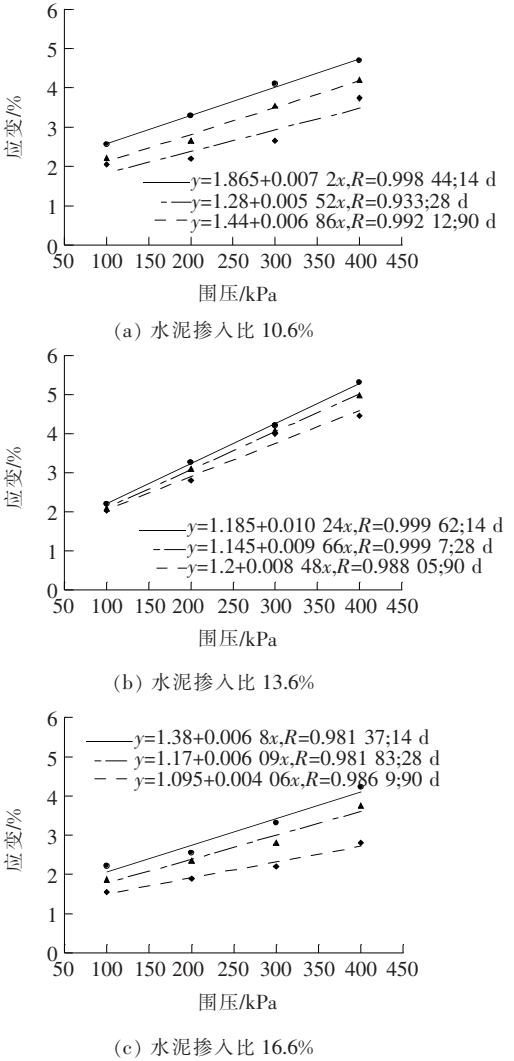 6
5
4
3
2
1
0
应变/%
y=1.865+0.007 2x,R=0.998 44;14 d
y=1.28+0.005 52x,R=0.933;28 d
y=1.44+0.006 86x,R=0.992 12;90 d
50 100 150 200 250 300 350 400 450
围压/kPa
(a) 水泥掺入比 10.6%
6
5
4
3
2
1
0
应变/%
y=1.185+0.010 24x,R=0.999 62;14 d
y=1.145+0.009 66x,R=0.999 7;28 d
y=1.2+0.008 48x,R=0.988 05;90 d
50 100 150 200 250 300 350 400 450
围压/kPa
(b) 水泥掺入比 13.6%
6
5
4
3
2
1
0
应变/%
y=1.38+0.006 8x,R=0.981 37;14 d
y=1.17+0.006 09x,R=0.981 83;28 d
y=1.095+0.004 06x,R=0.986 9;90 d
50 100 150 200 250 300 350 400 450
围压/kPa
(c) 水泥掺入比 16.6%